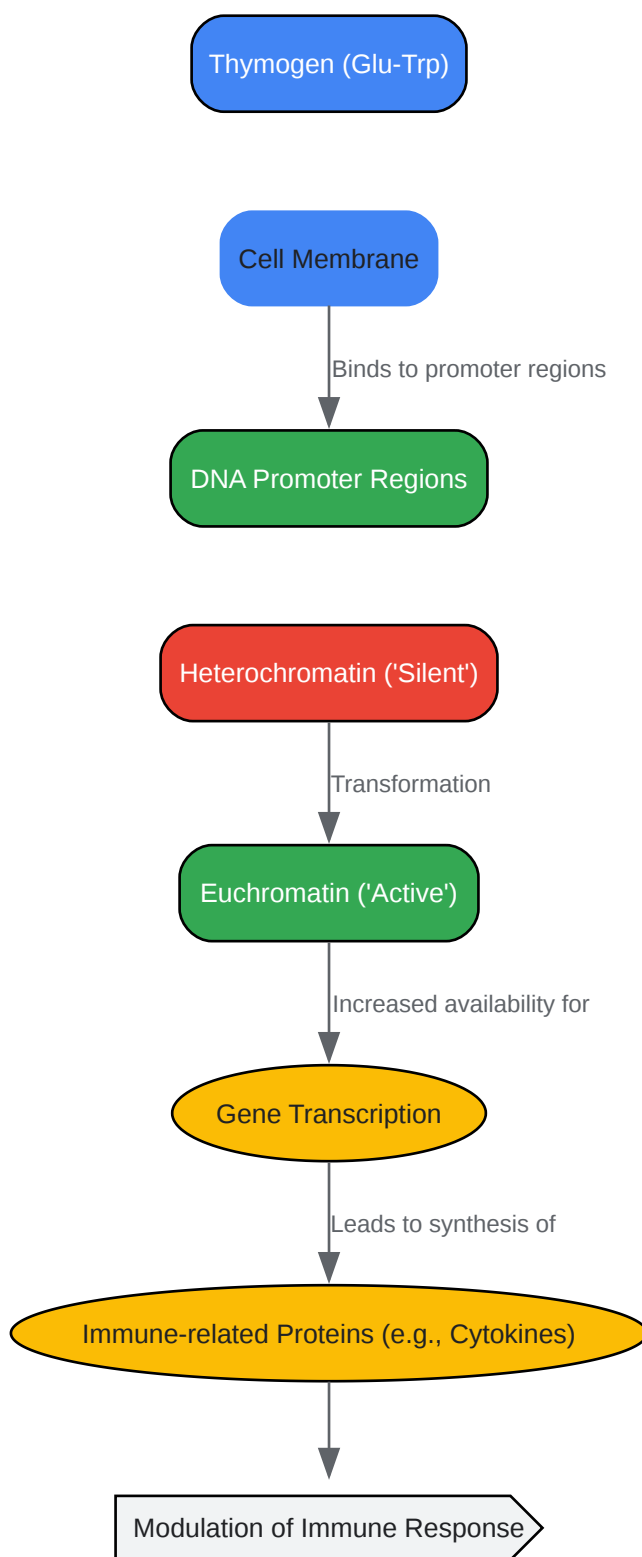 Thymogen (Glu-Trp)
Cell Membrane
Binds to promoter regions
DNA Promoter Regions
Heterochromatin ('Silent')
Transformation
Euchromatin ('Active')
Increased availability for
Gene Transcription
Leads to synthesis of
Immune-related Proteins (e.g., Cytokines)
Modulation of Immune Response